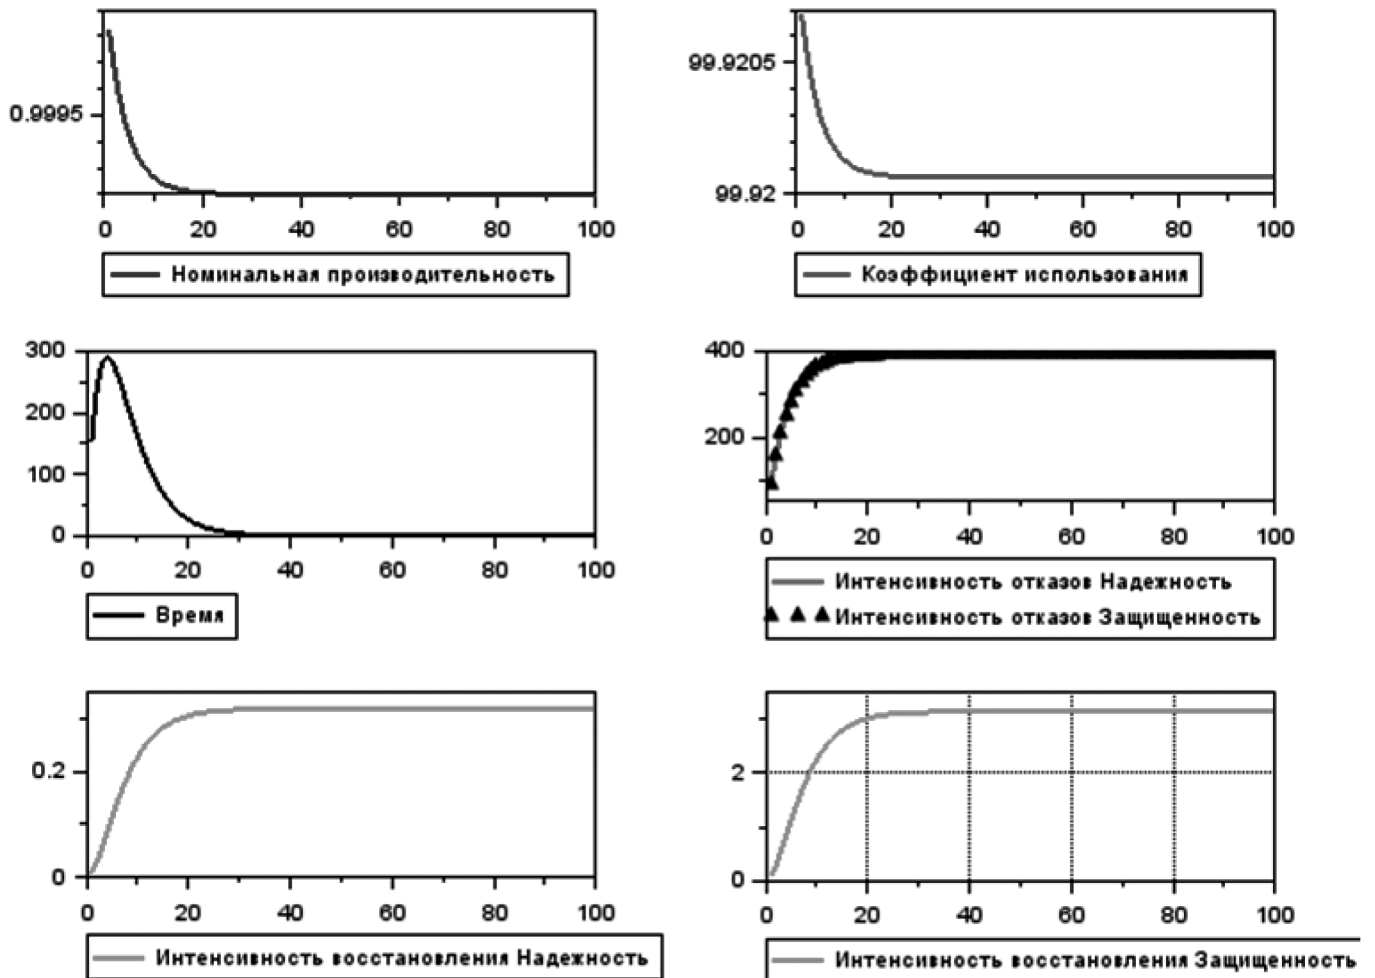 0.9995
0 20 40 60 80 100
Номинальная производительность
99.9205
99.92
0 20 40 60 80 100
Коэффициент использования
300
200
100
0
0 20 40 60 80 100
Время
400
200
0 20 40 60 80 100
Интенсивность отказов Надежность
Интенсивность отказов Защищенность
0.2
0
0 20 40 60 80 100
Интенсивность восстановления Надежность
2
0
0 20 40 60 80 100
Интенсивность восстановления Защищенность